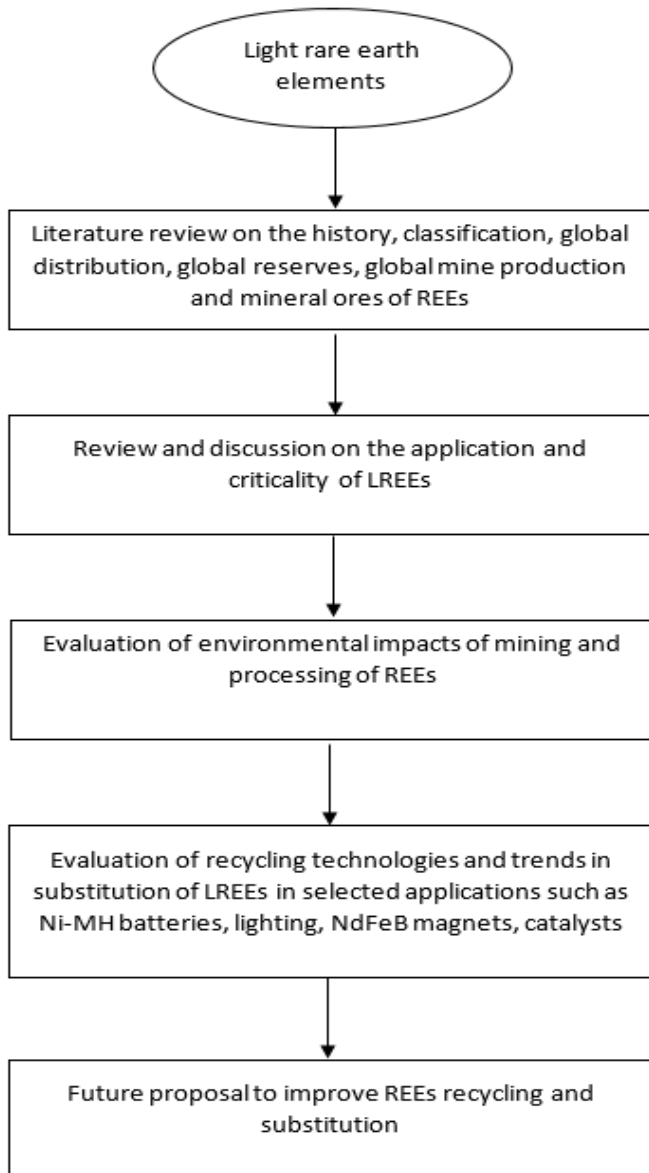 Light rare earth
elements
Literature review on the history, classification, global
distribution, global reserves, global mine production
and mineral ores of REEs
Review and discussion on the application and
criticality of LREEs
Evaluation of environmental impacts of mining and
processing of REEs
Evaluation of recycling technologies and trends in
substitution of LREEs in selected applications such as
Ni-MH batteries, lighting, NdFeB magnets, catalysts
Future proposal to improve REEs recycling and
substitution